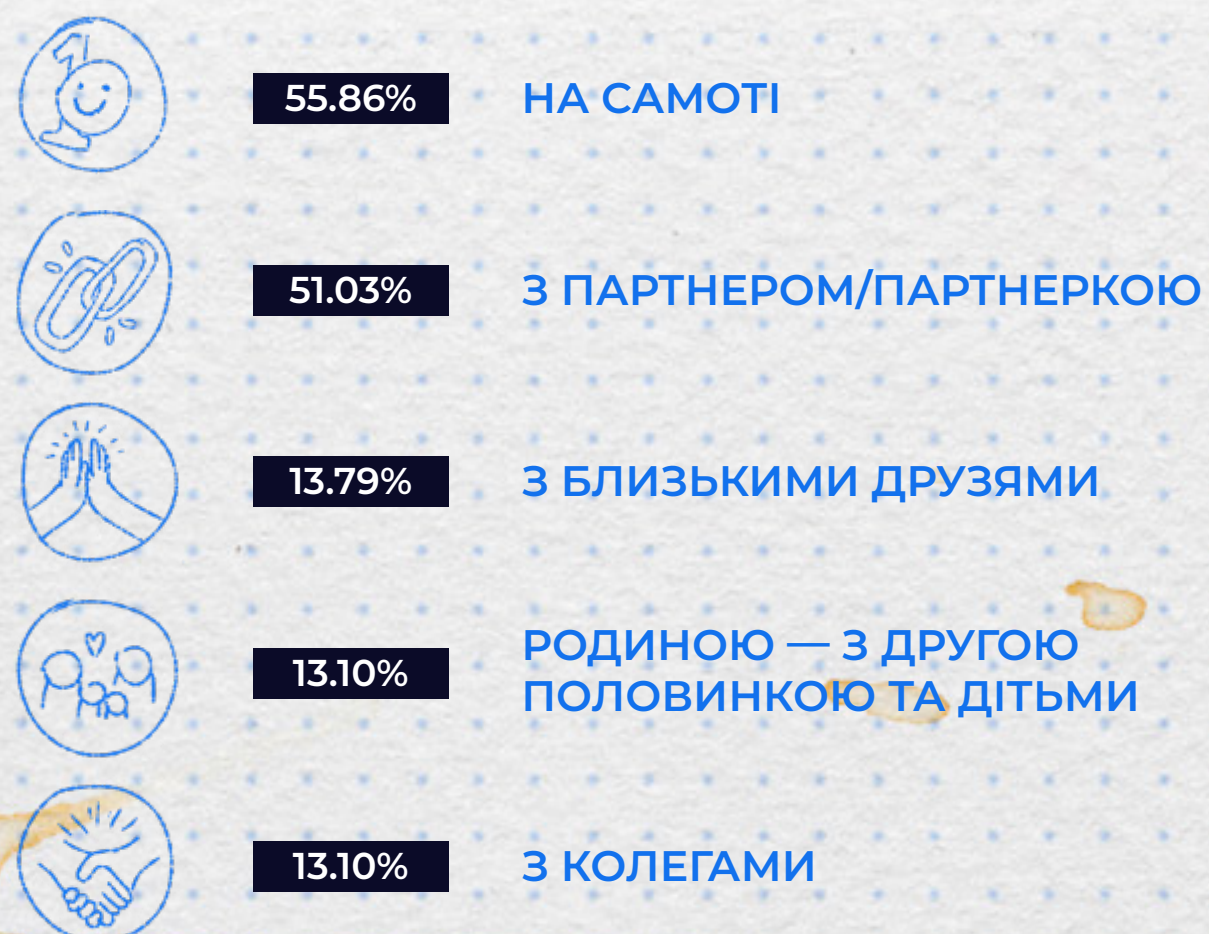 55.86% НА САМОТІ
51.03% З ПАРТНЕРОМ/ПАРТНЕРКОЮ
13.79% З БЛИЗЬКИМИ ДРУЗЯМИ
13.10% РОДИНОЮ — З ДРУГОЮ
ПОЛОВИНКОЮ ТА ДІТЬМИ
13.10% З КОЛЕГАМИ